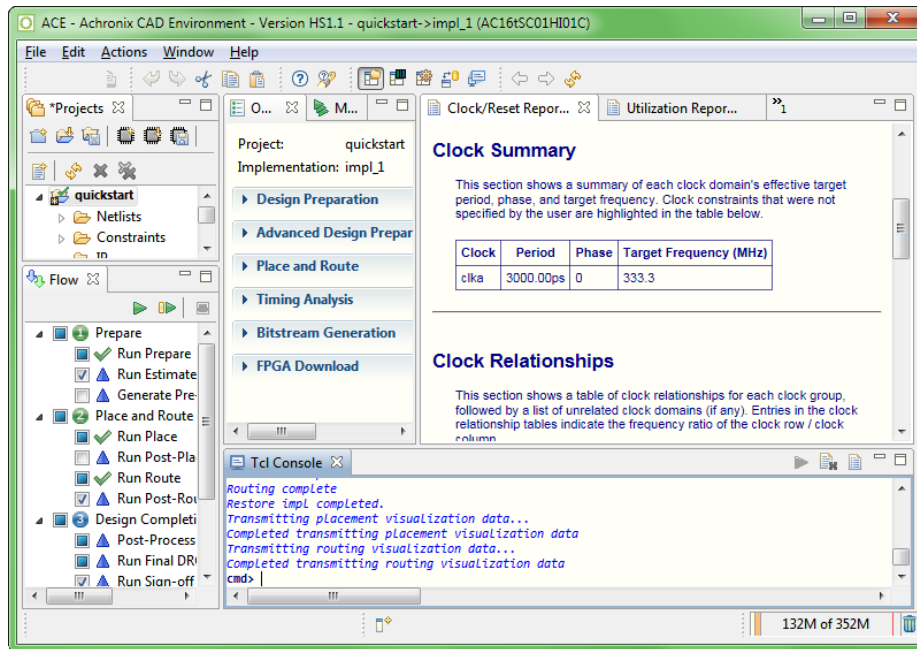 ACE - Achronix CAD Environment - Version HS1.1 - quickstart->impl_1 (AC16tSC01HI01C)
File Edit Actions Window Help
*Projects
quickstart
Netlists
Constraints
IP
Flow
Prepare
Run Prepare
Run Estimate
Generate Pre-
Place and Route
Run Place
Run Post-Pla
Run Route
Run Post-Rou
Design Completi
Post-Process
Run Final DR
Run Sign-off
O... M...
Project: quickstart
Implementation: impl_1
Design Preparation
Advanced Design Prepar
Place and Route
Timing Analysis
Bitstream Generation
FPGA Download
Clock/Reset Repor... Utilization Repor... »1
Clock Summary
This section shows a summary of each clock domain's effective target
period, phase, and target frequency. Clock constraints that were not
specified by the user are highlighted in the table below.
Clock Period Phase Target Frequency (MHz)
clka 3000.00ps 0 333.3
Clock Relationships
This section shows a table of clock relationships for each clock group,
followed by a list of unrelated clock domains (if any). Entries in the clock
relationship tables indicate the frequency ratio of the clock row / clock
column
Tcl Console
Routing complete
Restore impl completed.
Transmitting placement visualization data...
Completed transmitting placement visualization data
Transmitting routing visualization data...
Completed transmitting routing visualization data
cmd>
132M of 352M